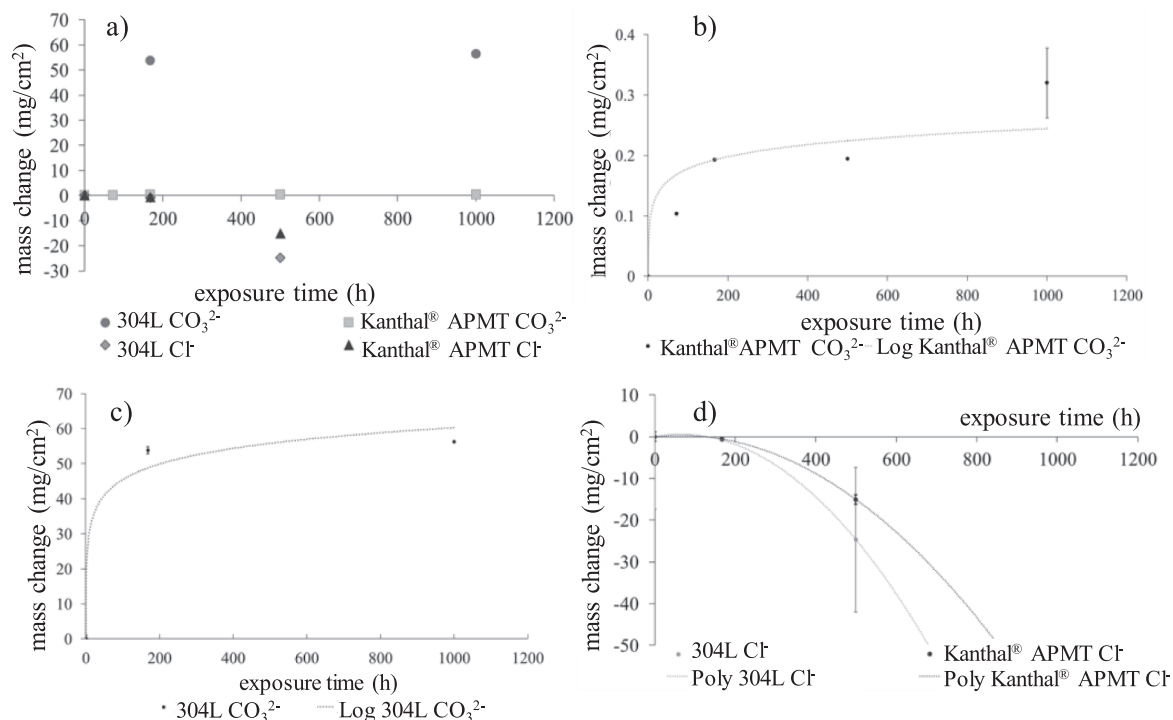 a)
mass change (mg/cm²)
70
60
50
40
30
20
10
0
-10
-20
-30
0 200 400 600 800 1000 1200
exposure time (h)
304L CO₃²⁻ Kanthal® APMT CO₃²⁻
304L Cl⁻ Kanthal® APMT Cl⁻
b)
mass change (mg/cm²)
0.4
0.3
0.2
0.1
0
0 200 400 600 800 1000 1200
exposure time (h)
Kanthal® APMT CO₃²⁻ Log Kanthal® APMT CO₃²⁻
c)
mass change (mg/cm²)
70
60
50
40
30
20
10
0
0 200 400 600 800 1000 1200
exposure time (h)
304L CO₃²⁻ Log 304L CO₃²⁻
d)
exposure time (h)
mass change (mg/cm²)
10
0
-10
-20
-30
-40
-50
0 200 400 600 800 1000 1200
304L Cl⁻ Kanthal® APMT Cl⁻
Poly 304L Cl⁻ Poly Kanthal® APMT Cl⁻